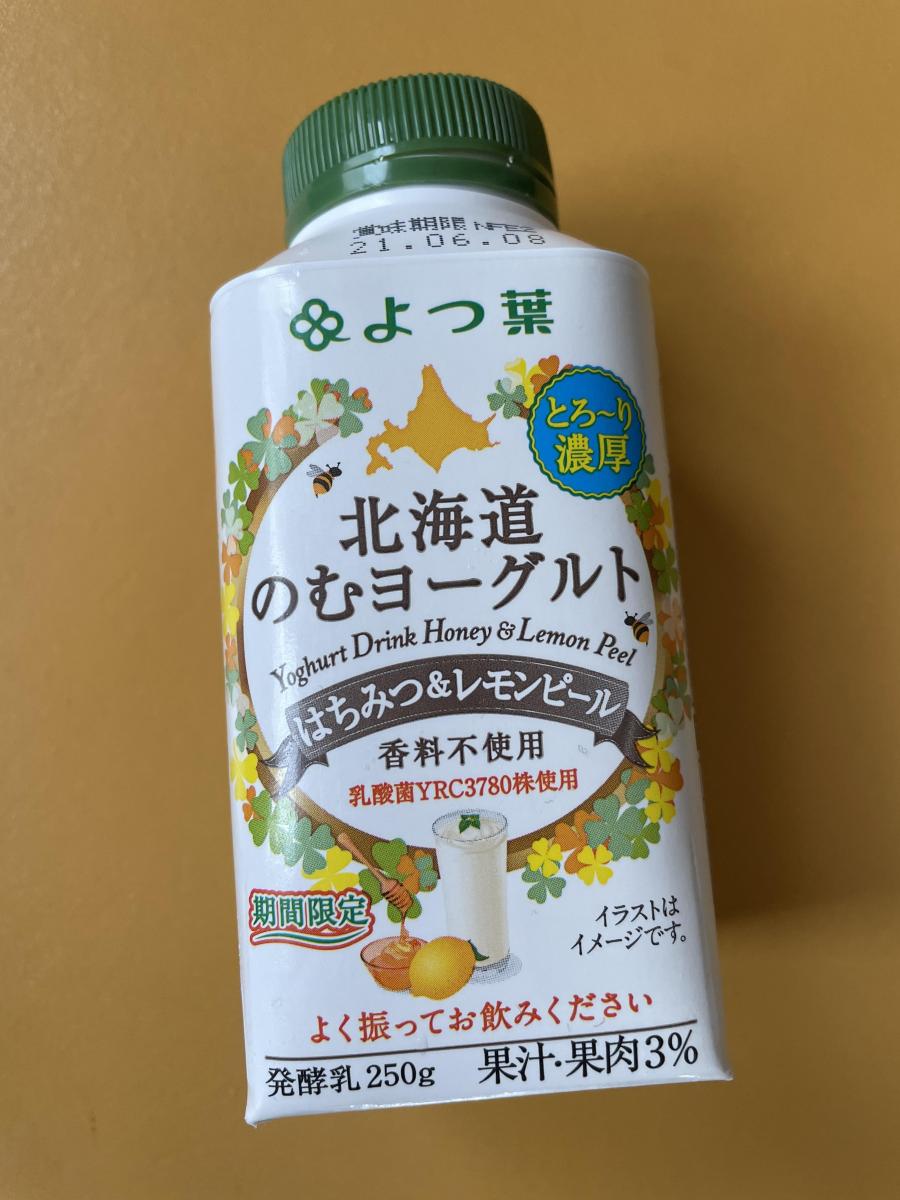 賞味期限
21.06.08
よつ葉
とろ～り
濃厚
北海道
のむヨーグルト
Yoghurt Drink Honey & Lemon Peel
はちみつ&レモンピール
香料不使用
乳酸菌YRC3780株使用
期間限定
イラストは
イメージです。
よく振ってお飲みください
発酵乳 250g 果汁・果肉3%